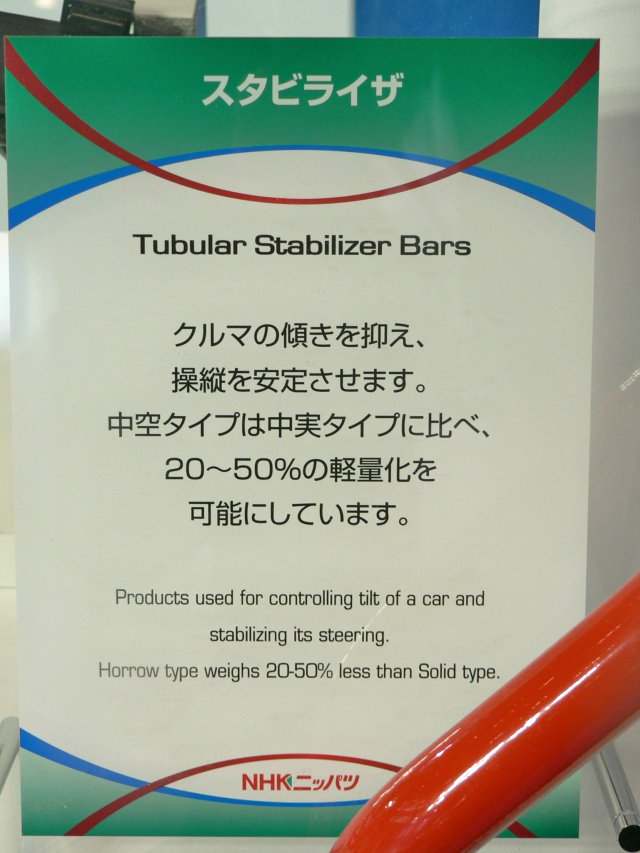 スタビライザ
Tubular Stabilizer Bars
クルマの傾きを抑え、
操縦を安定させます。
中空タイプは中実タイプに比べ、
20～50%の軽量化を
可能にしています。
Products used for controlling tilt of a car and
stabilizing its steering.
Horrow type weighs 20-50% less than Solid type.
NHKニッパツ